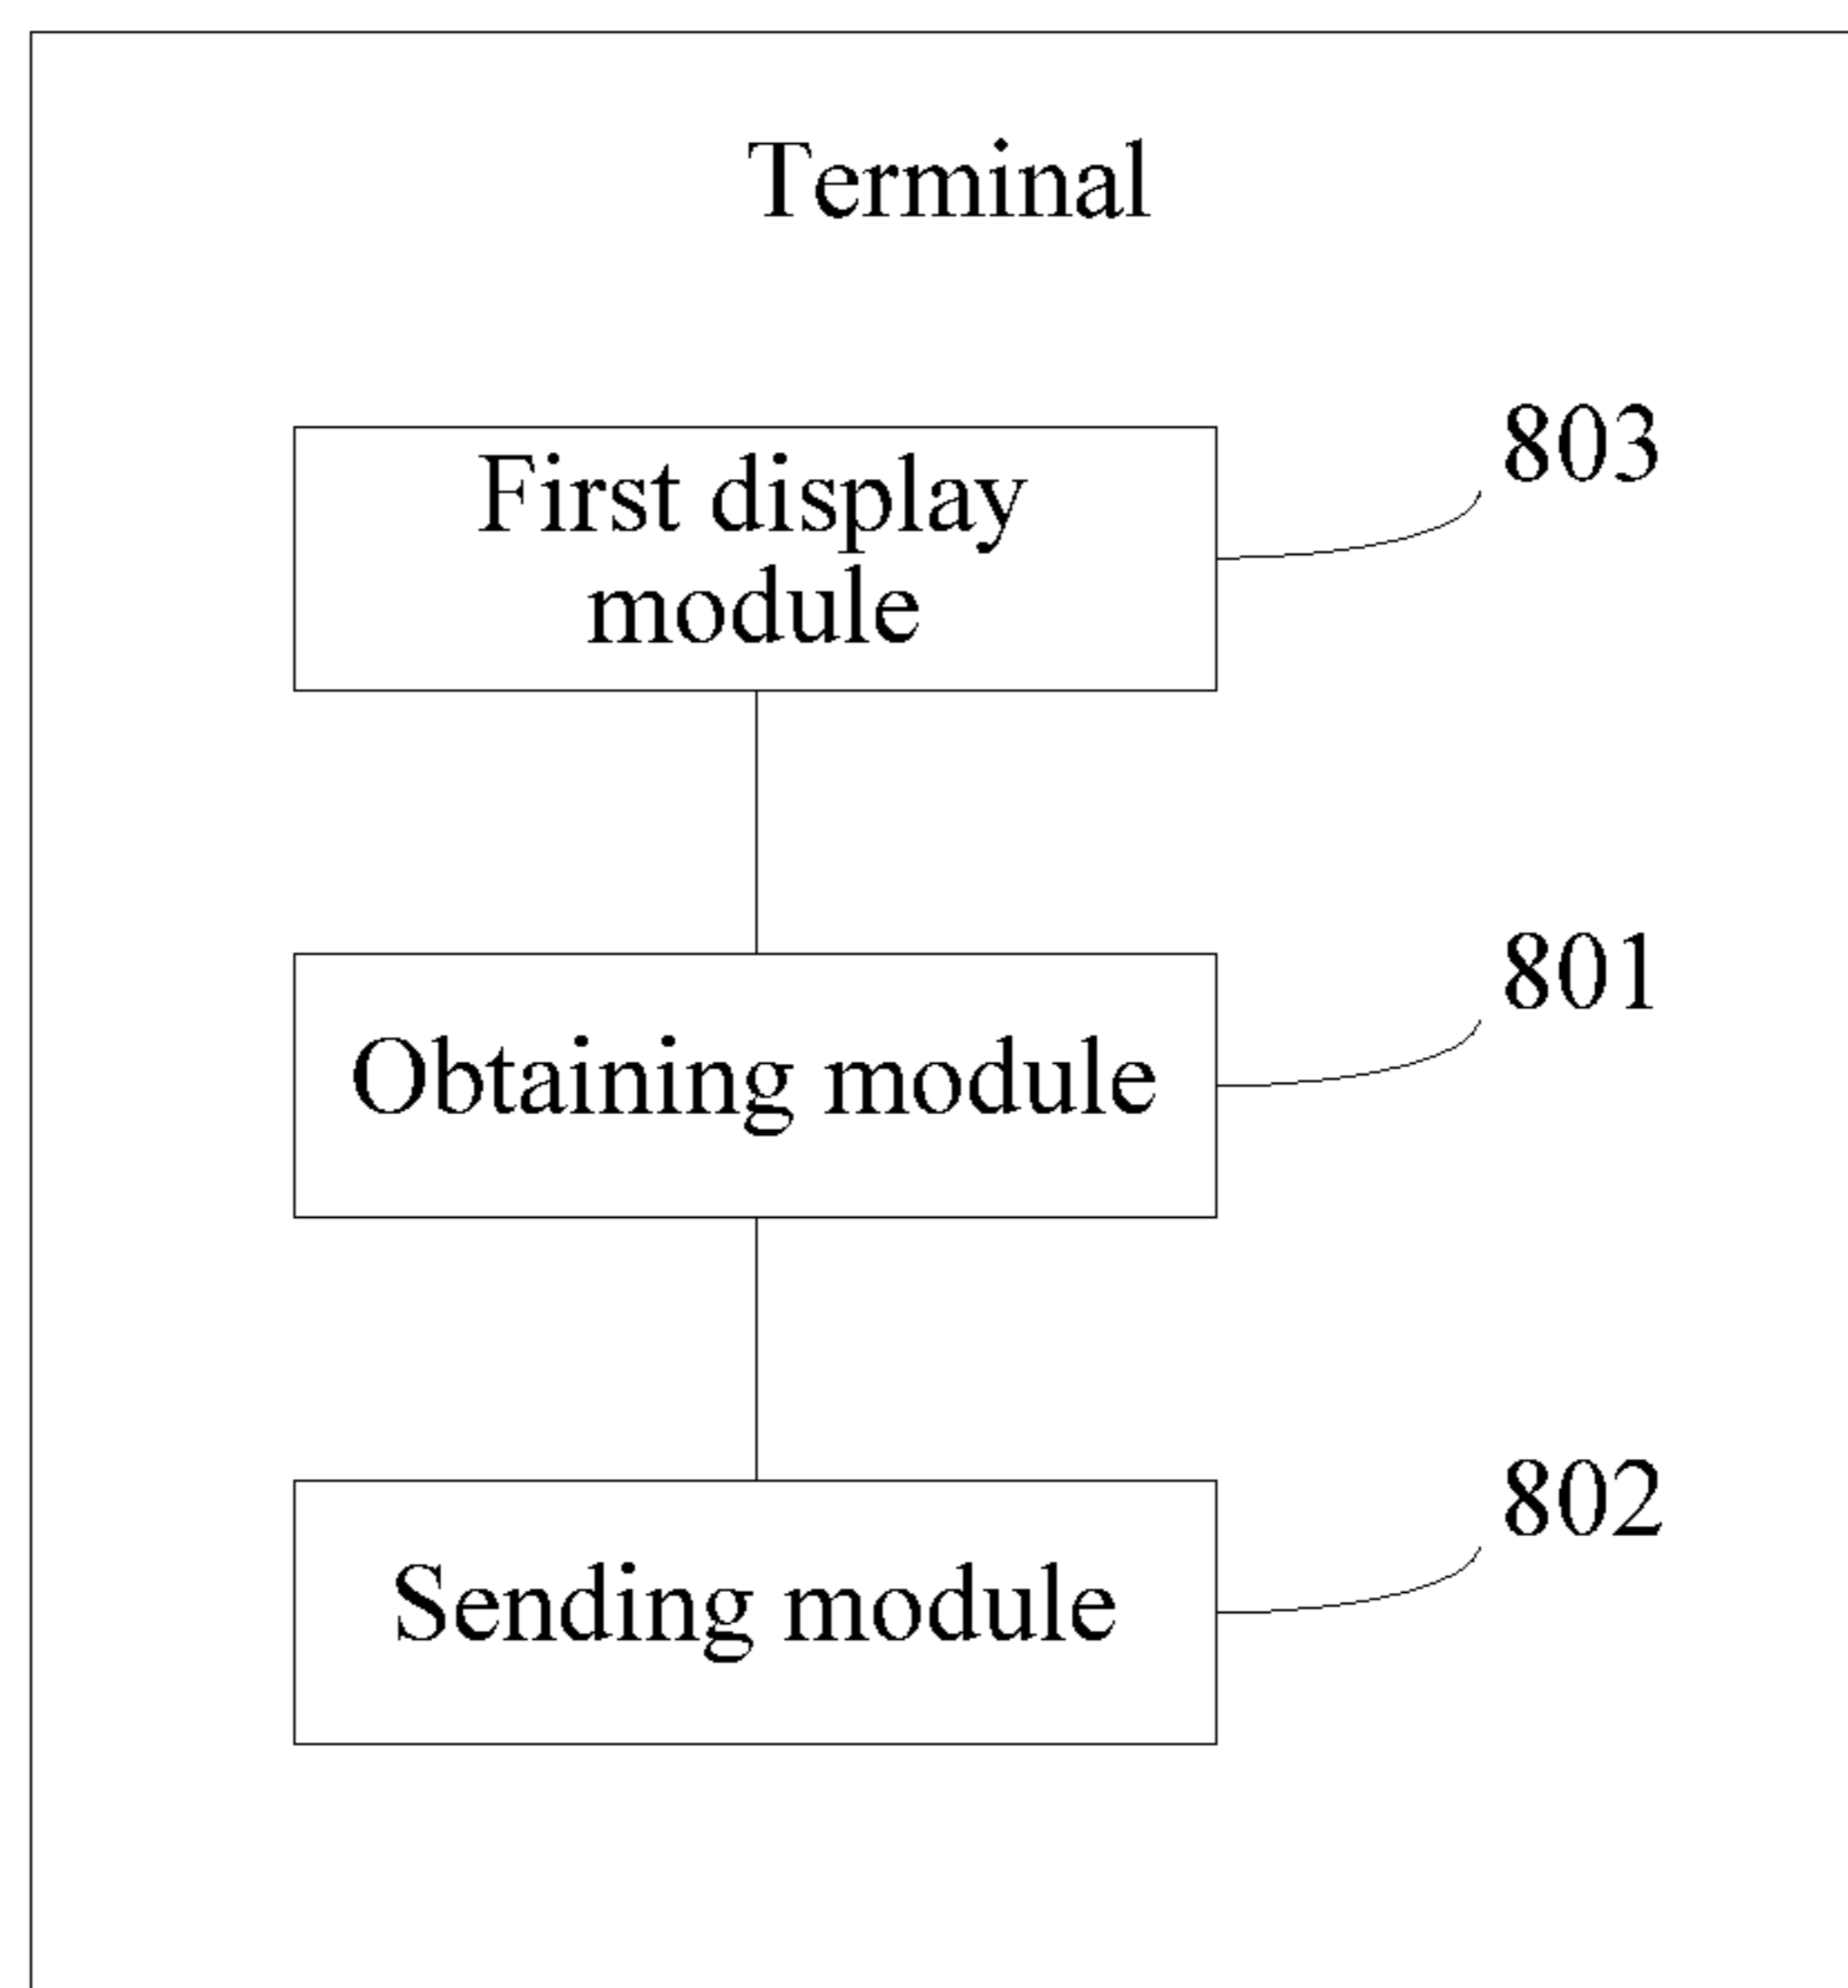 Terminal
803
First display
module
801
Obtaining module
802
Sending module